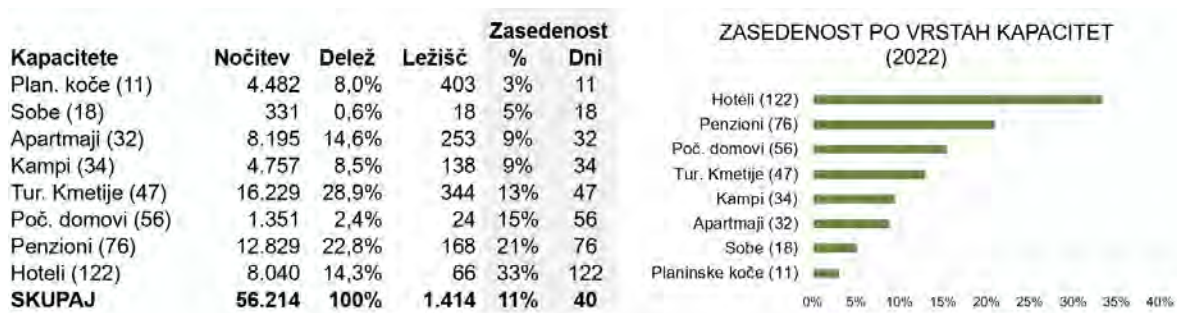 Zasedenost
Kapacitete Nočitev Delež Ležišč % Dni
Plan. koče (11) 4.482 8,0% 403 3% 11
Sobe (18) 331 0,6% 18 5% 18
Apartmaji (32) 8.195 14,6% 253 9% 32
Kampi (34) 4.757 8,5% 138 9% 34
Tur. Kmetije (47) 16.229 28,9% 344 13% 47
Poč. domovi (56) 1.351 2,4% 24 15% 56
Penzioni (76) 12.829 22,8% 168 21% 76
Hoteli (122) 8.040 14,3% 66 33% 122
SKUPAJ 56.214 100% 1.414 11% 40
ZASEDENOST PO VRSTAH KAPACITET
(2022)
Hoteli (122)
Penzioni (76)
Poč. domovi (56)
Tur. Kmetije (47)
Kampi (34)
Apartmaji (32)
Sobe (18)
Planinske koče (11)
0% 5% 10% 15% 20% 25% 30% 35% 40%